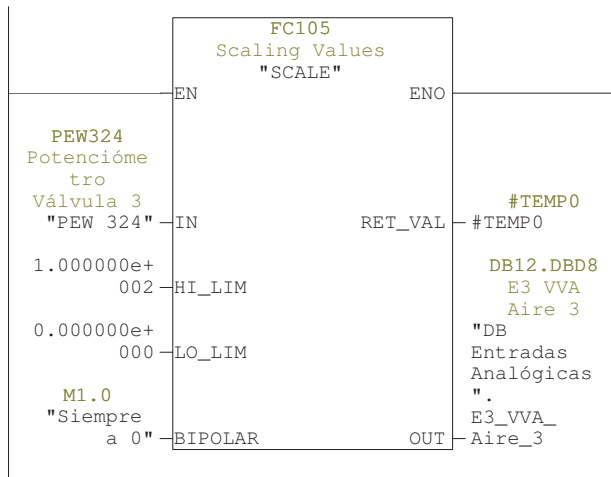 FC105
Scaling Values
"SCALE"
EN ENO
PEW324
Potencióme
tro
Válvula 3
"PEW 324" IN
#TEMP0
RET_VAL #TEMP0
1.000000e+
002 HI_LIM
0.000000e+
000 LO_LIM
M1.0
"Siempre
a 0" BIPOLAR
DB12.DBD8
E3 VVA
Aire 3
"DB
Entradas
Analógicas
".
E3_VVA_
OUT Aire_3